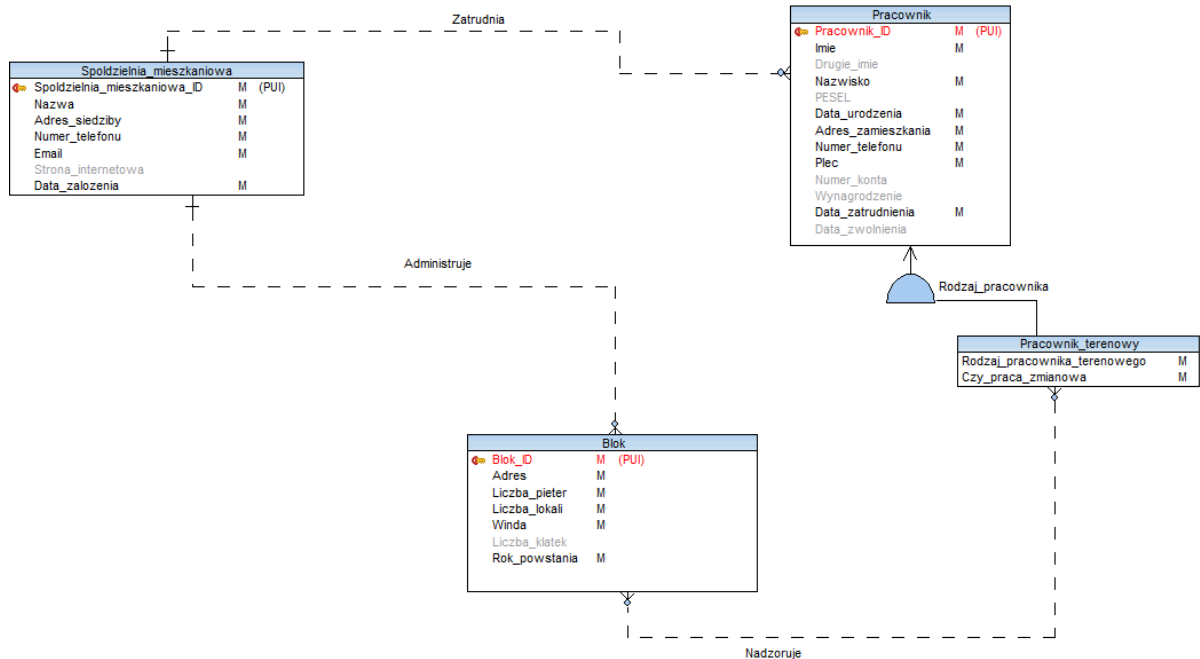 Zatrudnia
Pracownik
Pracownik_ID M (PUI)
Imie M
Drugie_imie
Nazwisko M
PESEL
Data_urodzenia M
Adres_zamieszkania M
Numer_telefonu M
Plec M
Numer_konta
Wynagrodzenie
Data_zatrudnienia M
Data_zwolnienia
Spoldzielnia_mieszkaniowa
Spoldzielnia_mieszkaniowa_ID M (PUI)
Nazwa M
Adres_siedziby M
Numer_telefonu M
Email M
Strona_internetowa
Data_zalozenia M
Administruje
Rodzaj_pracownika
Pracownik_terenowy
Rodzaj_pracownika_terenowego M
Czy_praca_zmianowa M
Blok
Blok_ID M (PUI)
Adres M
Liczba_pieter M
Liczba_lokali M
Winda M
Liczba_klatek
Rok_powstania M
Nadzoruje